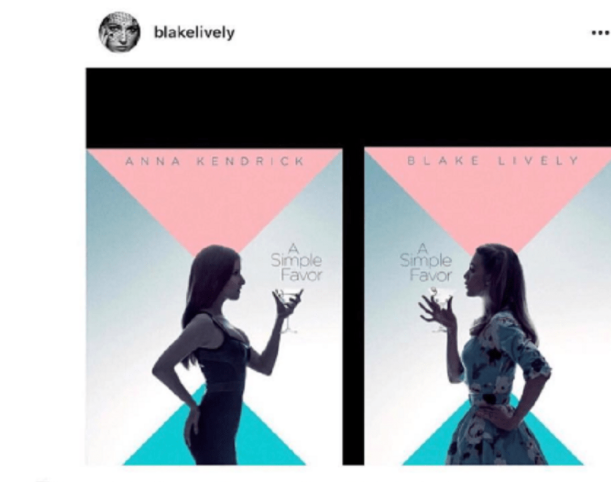 blakelively
ANNA KENDRICK
BLAKE LIVELY
A
Simple
Favor
A
Simple
Favor